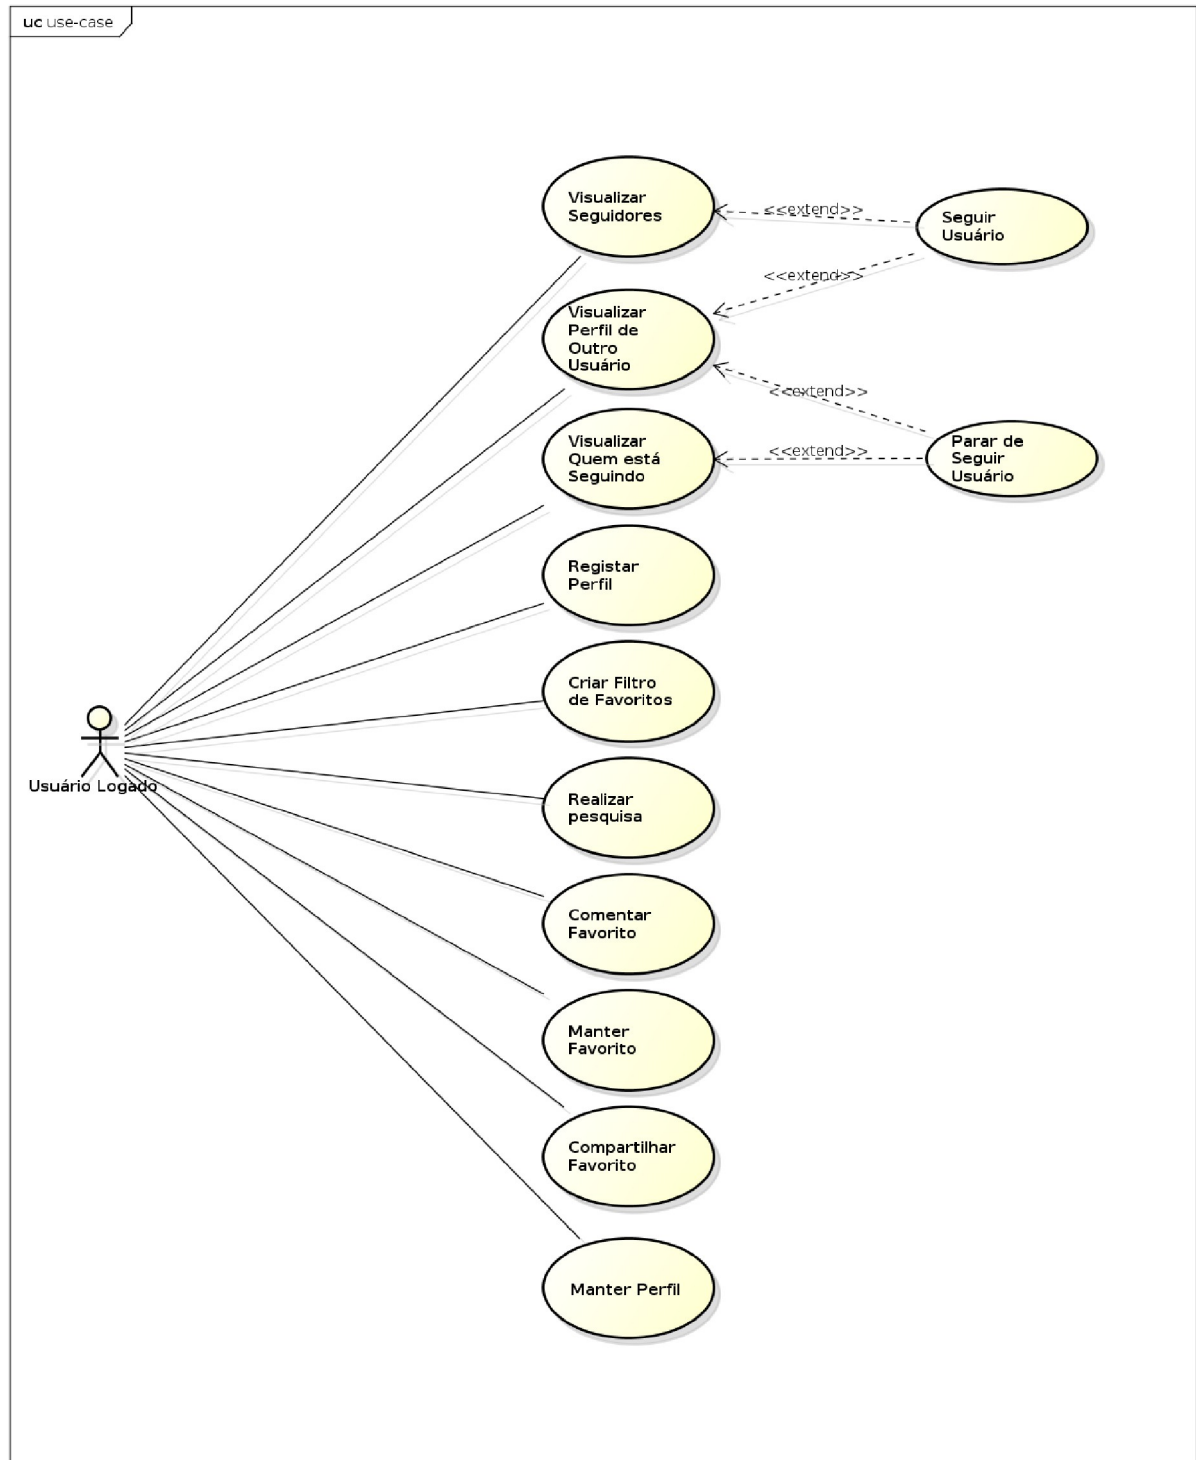 uc use-case
Visualizar
Seguidores
<<extend>>
Seguir
Usuário
<<extend>>
Visualizar
Perfil de
Outro
Usuário
<<extend>>
Visualizar
Quem está
Seguindo
<<extend>>
Parar de
Seguir
Usuário
Registar
Perfil
Criar Filtro
de Favoritos
Usuário Logado
Realizar
pesquisa
Comentar
Favorito
Manter
Favorito
Compartilhar
Favorito
Manter Perfil